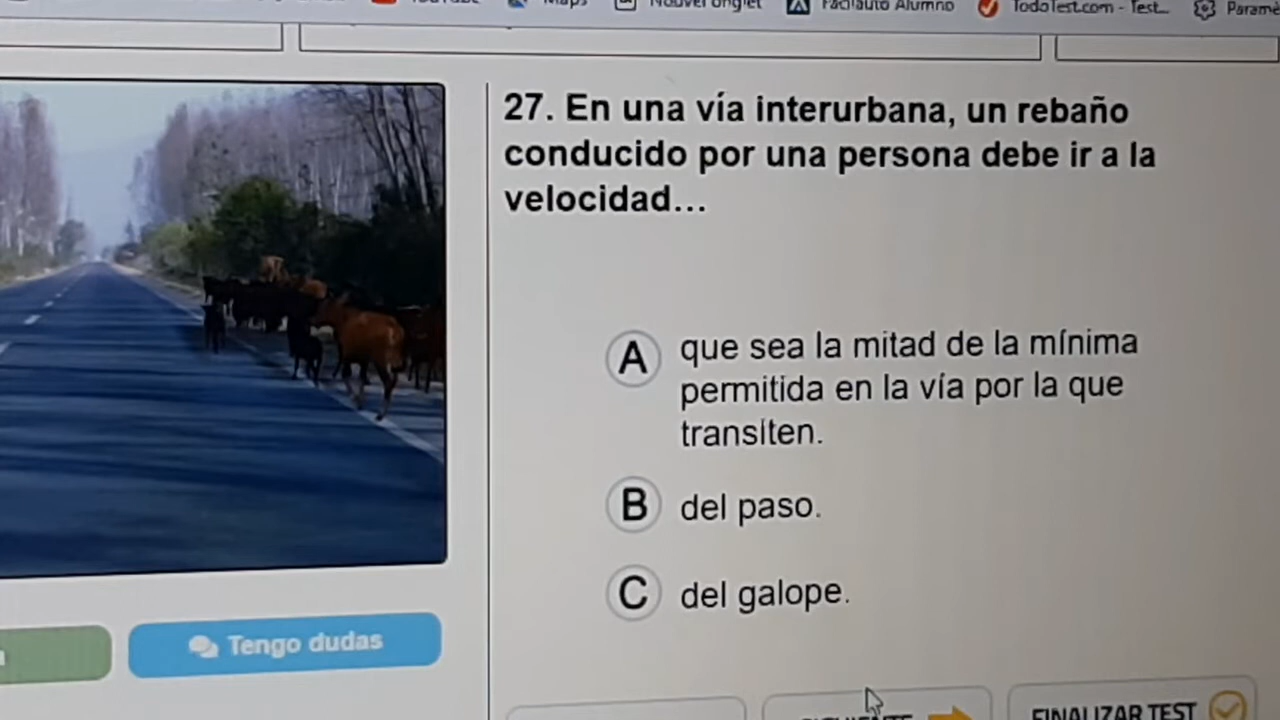 Maps
Nouvel onglet
Faciliauto Alumno
TodoTest.com - Test...
27. En una vía interurbana, un rebaño
conducido por una persona debe ir a la
velocidad...
A que sea la mitad de la mínima
permitida en la vía por la que
transiten.
B del paso.
C del galope.
Tengo dudas
FINALIZAR TEST